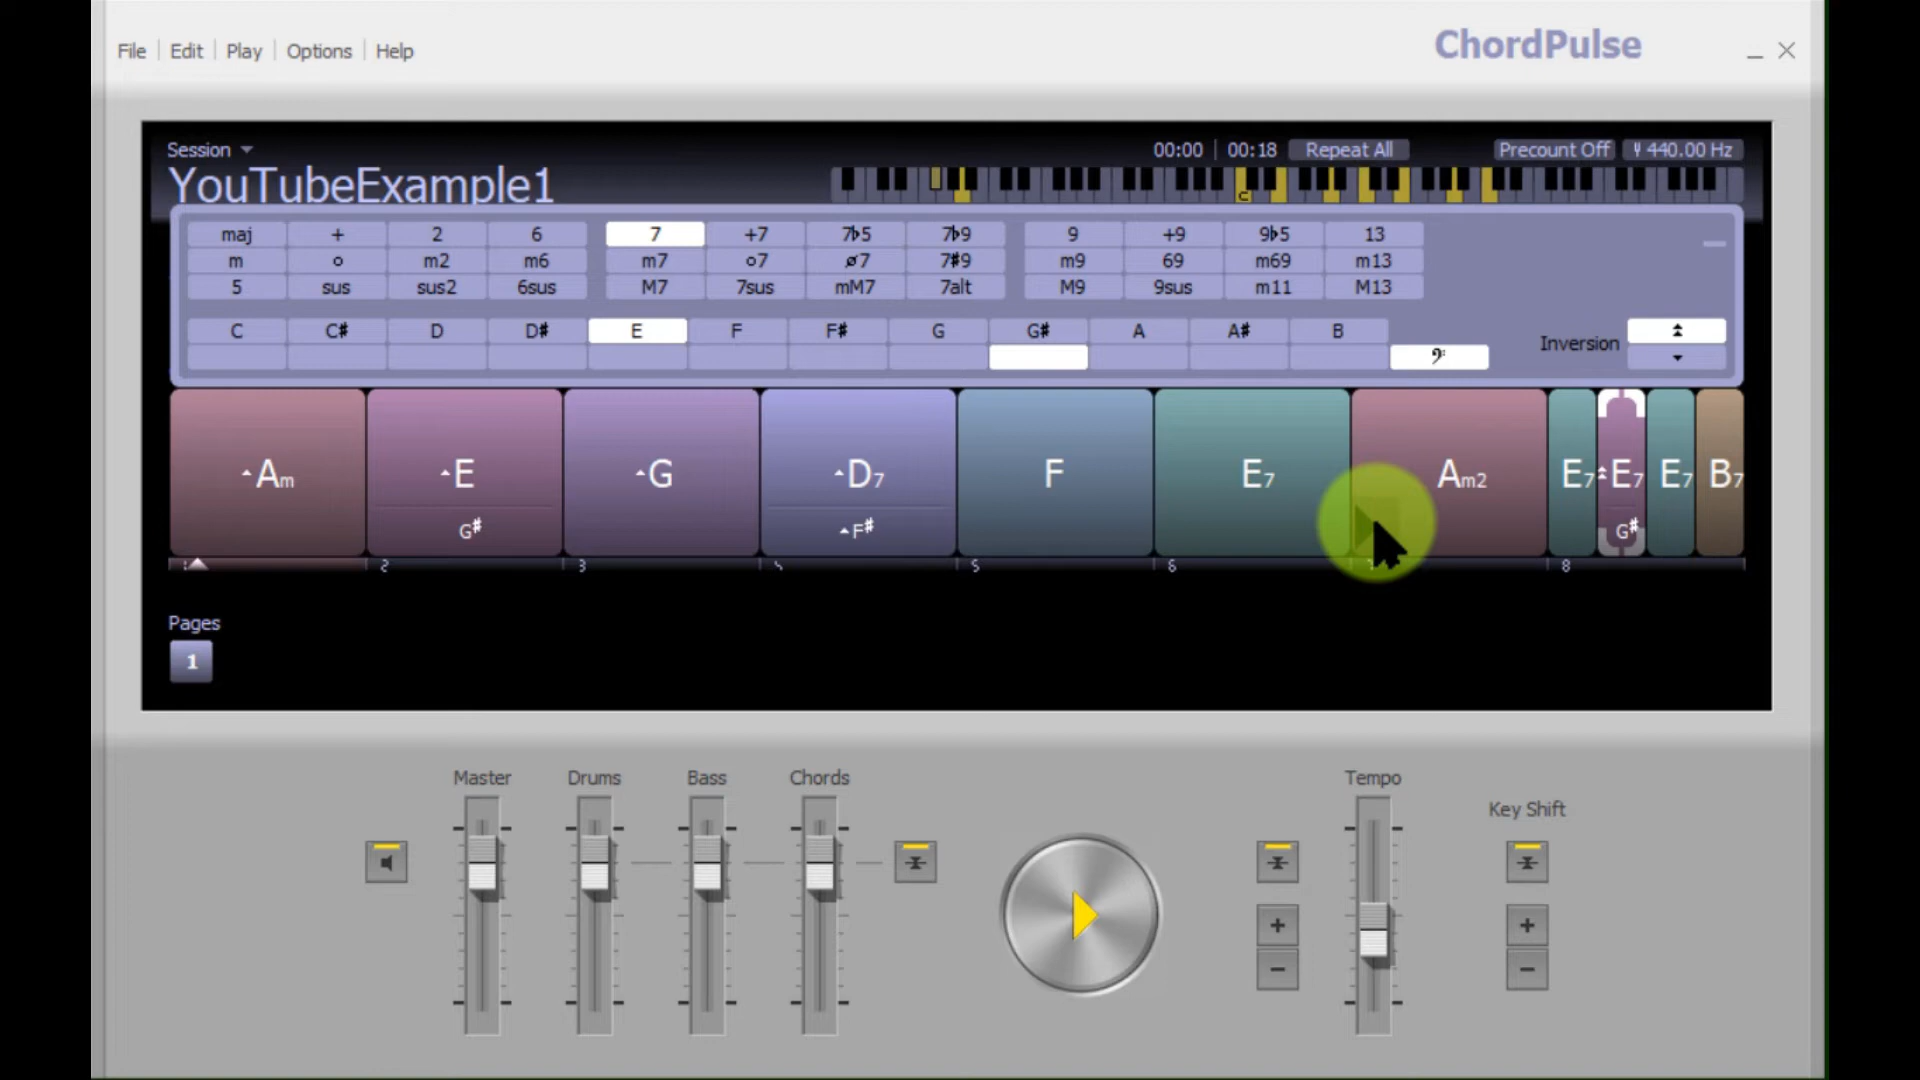 File Edit Play Options Help
ChordPulse
Session
00:00 00:18 Repeat All Precount Off 440.00 Hz
YouTubeExample1
C
maj + 2 6 7 +7 7♭5 7♭9 9 +9 9♭5 13
m o m2 m6 m7 o7 ø7 7♯9 m9 69 m69 m13
5 sus sus2 6sus M7 7sus mM7 7alt M9 9sus m11 M13
C C♯ D D♯ E F F♯ G G♯ A A♯ B
Inversion
Am E G D7 F E7 Am2 E7 E7 E7 B7
G♯ F♯ G♯
2 3 5 6 8
Pages
1
Master Drums Bass Chords Tempo
Key Shift
+ +
− −